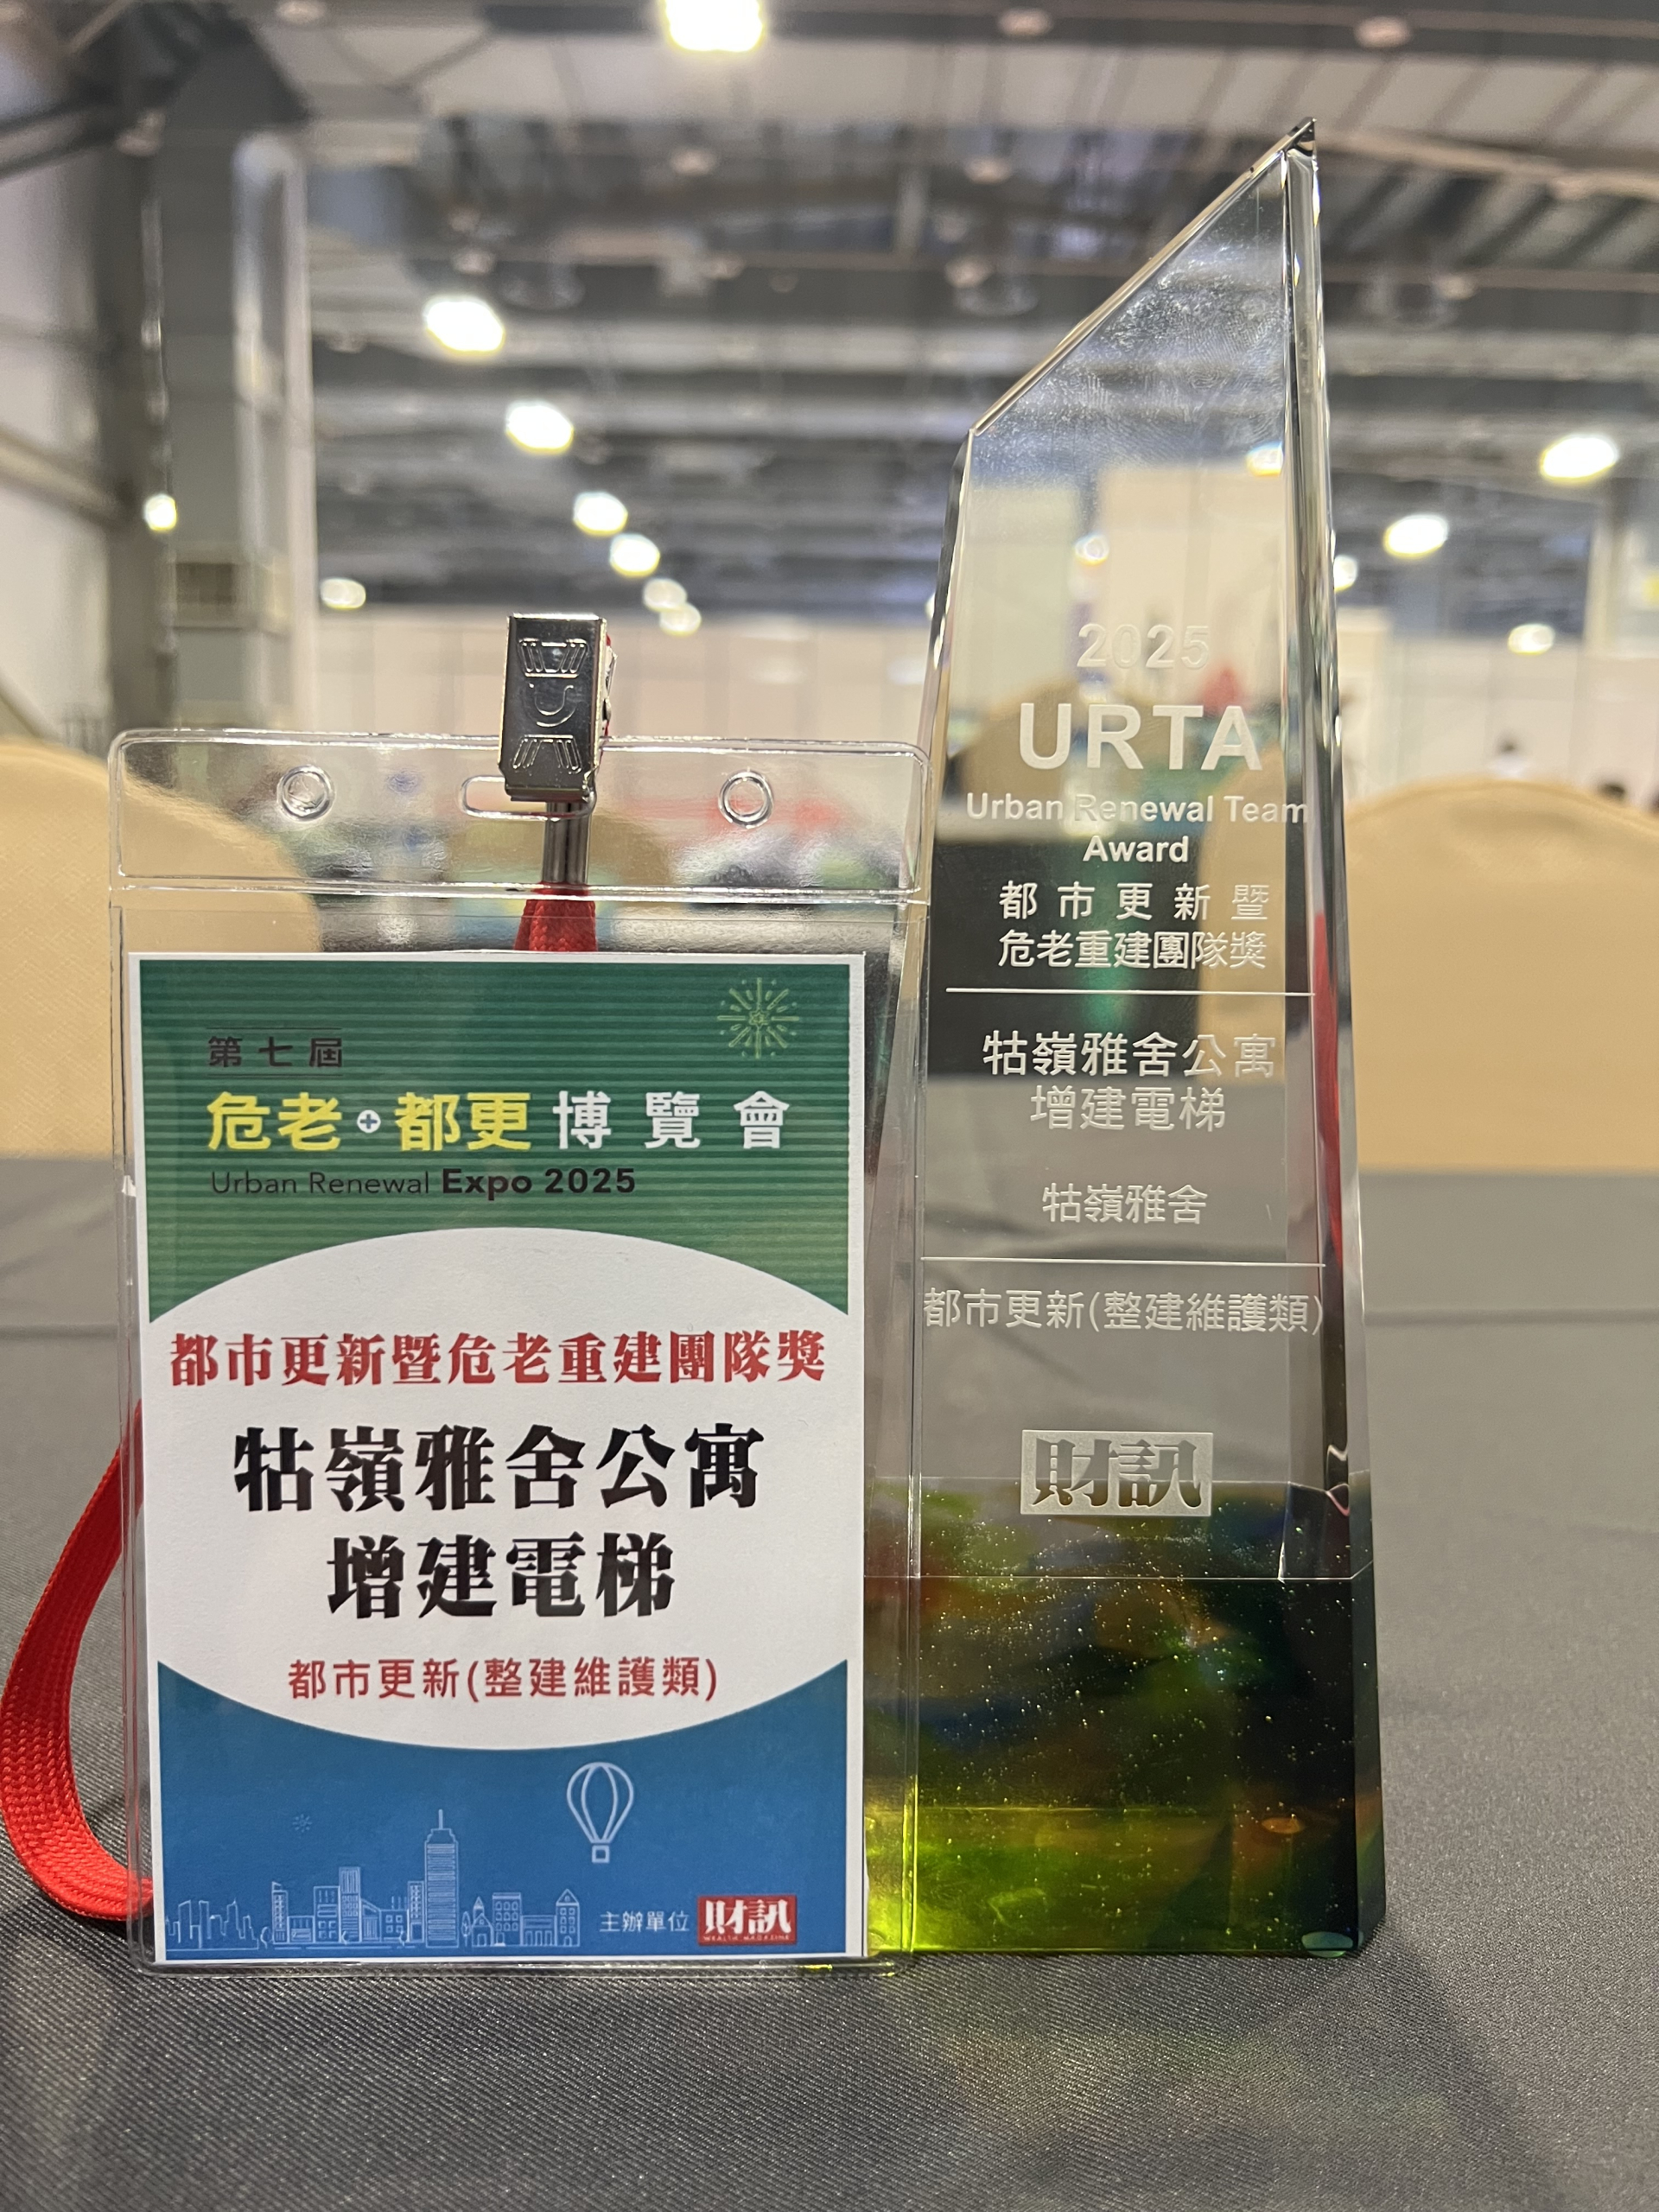 第七屆
危老+都更博覽會
Urban Renewal Expo 2025
都市更新暨危老重建團隊獎
牯嶺雅舍公寓
增建電梯
都市更新(整建維護類)
主辦單位 財訊
WEALTH MAGAZINE
2025
URTA
Urban Renewal Team
Award
都市更新暨
危老重建團隊獎
牯嶺雅舍公寓
增建電梯
牯嶺雅舍
都市更新(整建維護類)
財訊